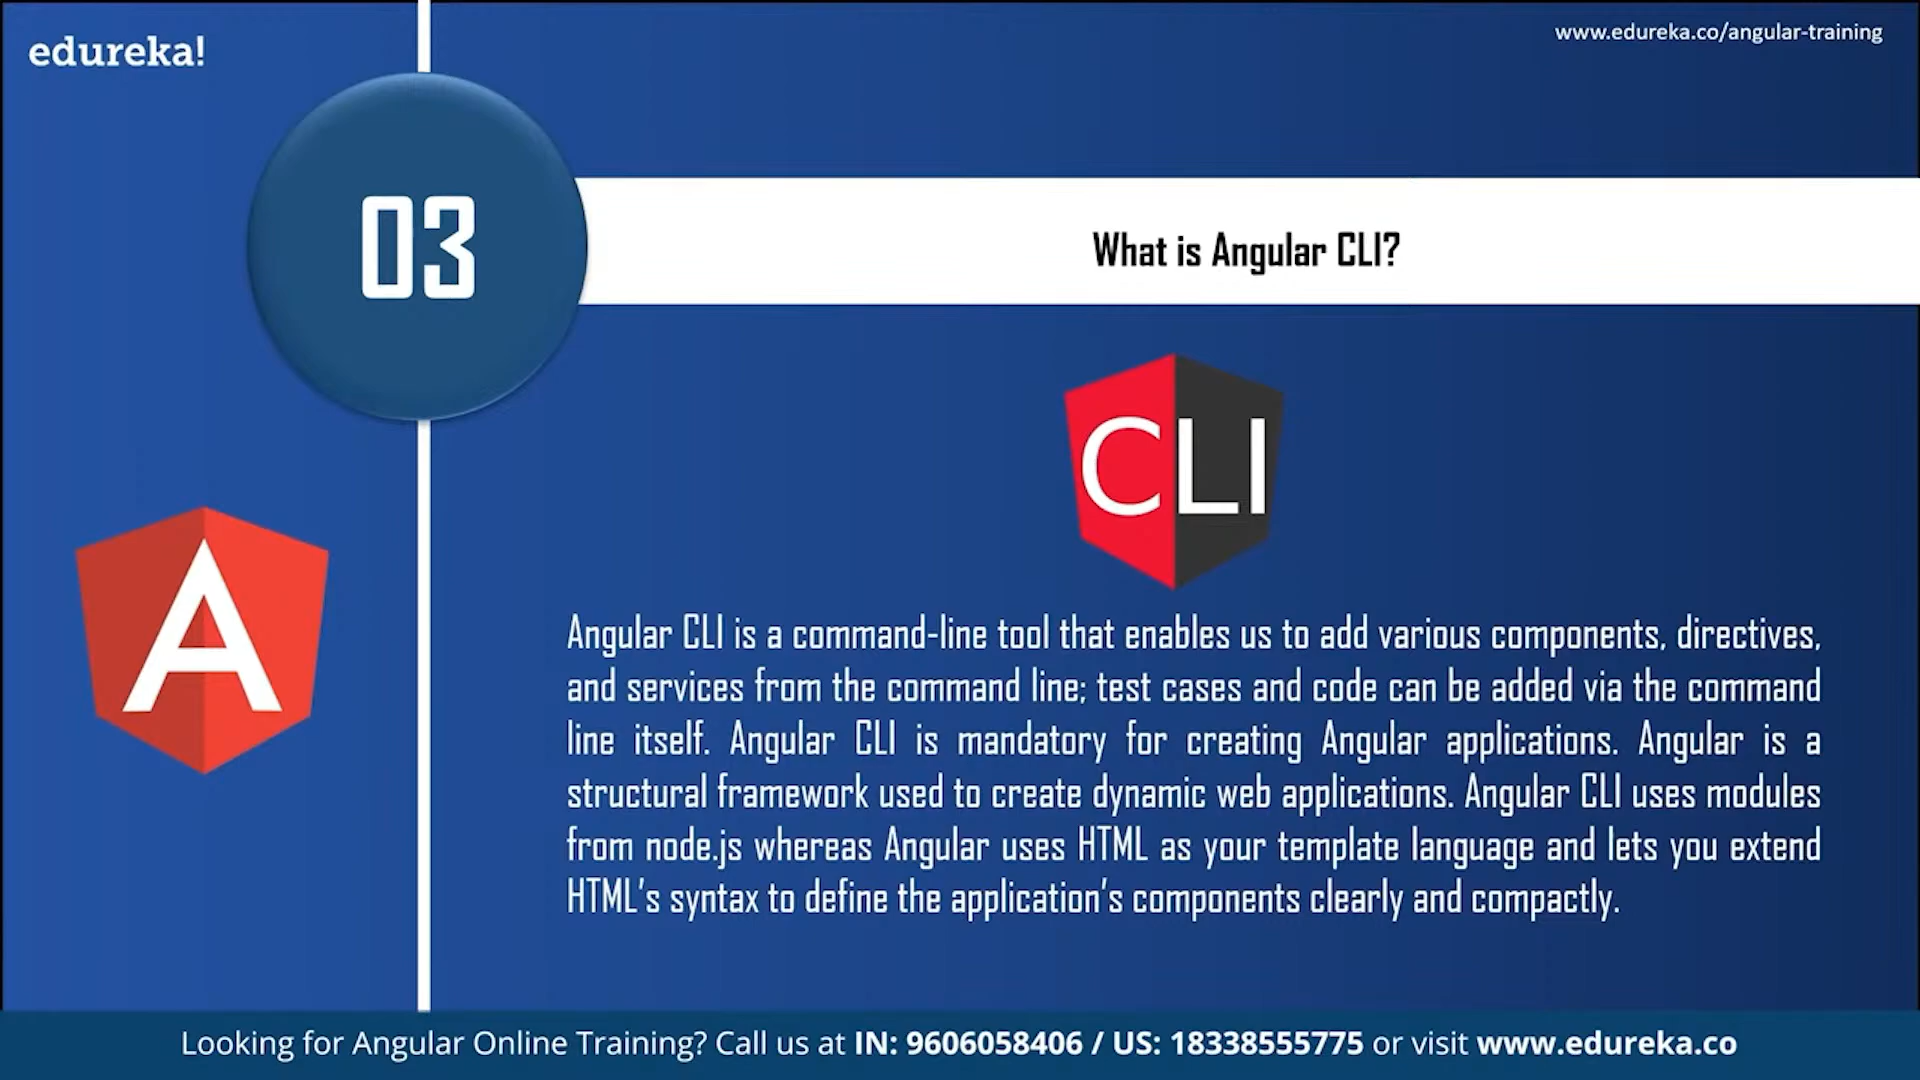 edureka!
www.edureka.co/angular-training
03
What is Angular CLI?
CLI
A
Angular CLI is a command-line tool that enables us to add various components, directives,
and services from the command line; test cases and code can be added via the command
line itself. Angular CLI is mandatory for creating Angular applications. Angular is a
structural framework used to create dynamic web applications. Angular CLI uses modules
from node.js whereas Angular uses HTML as your template language and lets you extend
HTML's syntax to define the application's components clearly and compactly.
Looking for Angular Online Training? Call us at IN: 9606058406 / US: 18338555775 or visit www.edureka.co